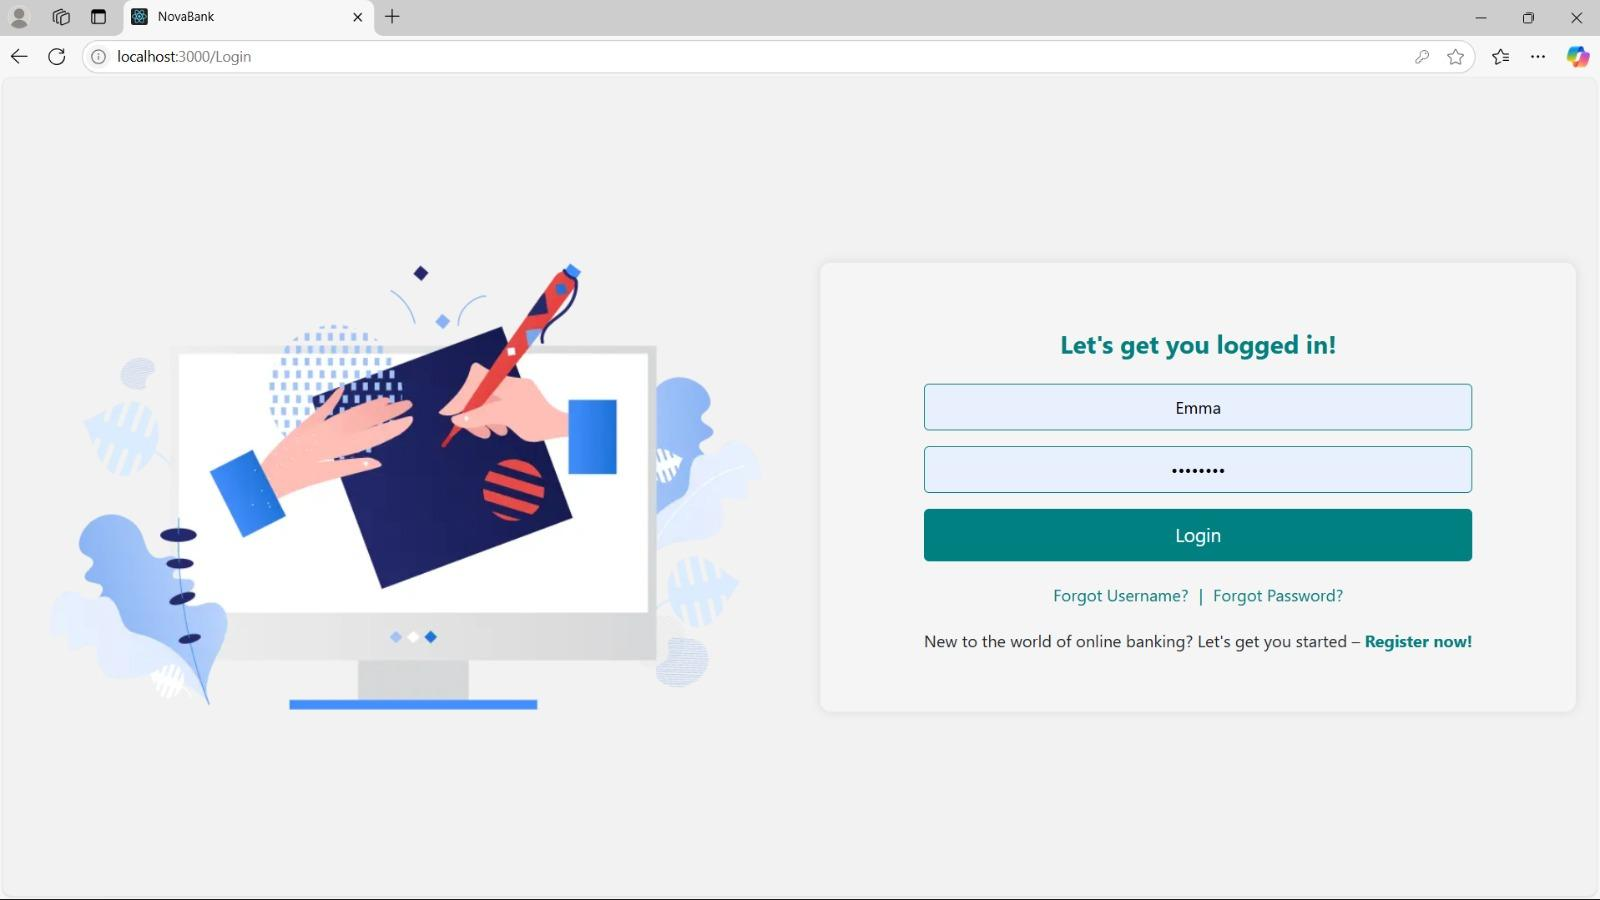 NovaBank
localhost:3000/Login
Let's get you logged in!
Emma
••••••••
Login
Forgot Username? | Forgot Password?
New to the world of online banking? Let's get you started – Register now!